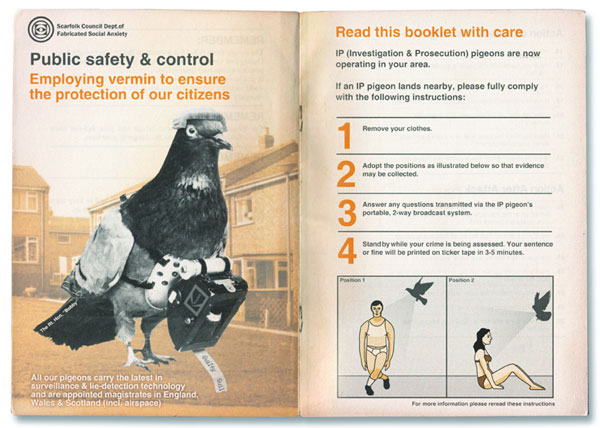 Scarfolk Council Dept.of
Fabricated Social Anxiety
Public safety & control
Employing vermin to ensure
the protection of our citizens
The Rt. Hon. "Bobby"
All our pigeons carry the latest in
surveillance & lie-detection technology
and are appointed magistrates in England,
Wales & Scotland (incl. airspace)
Read this booklet with care
IP (Investigation & Prosecution) pigeons are now
operating in your area.
If an IP pigeon lands nearby, please fully comply
with the following instructions:
1 Remove your clothes.
2 Adopt the positions as illustrated below so that evidence
may be collected.
3 Answer any questions transmitted via the IP pigeon's
portable, 2-way broadcast system.
4 Stand by while your crime is being assessed. Your sentence
or fine will be printed on ticker tape in 3-5 minutes.
Position 1
Position 2
For more information please reread these instructions